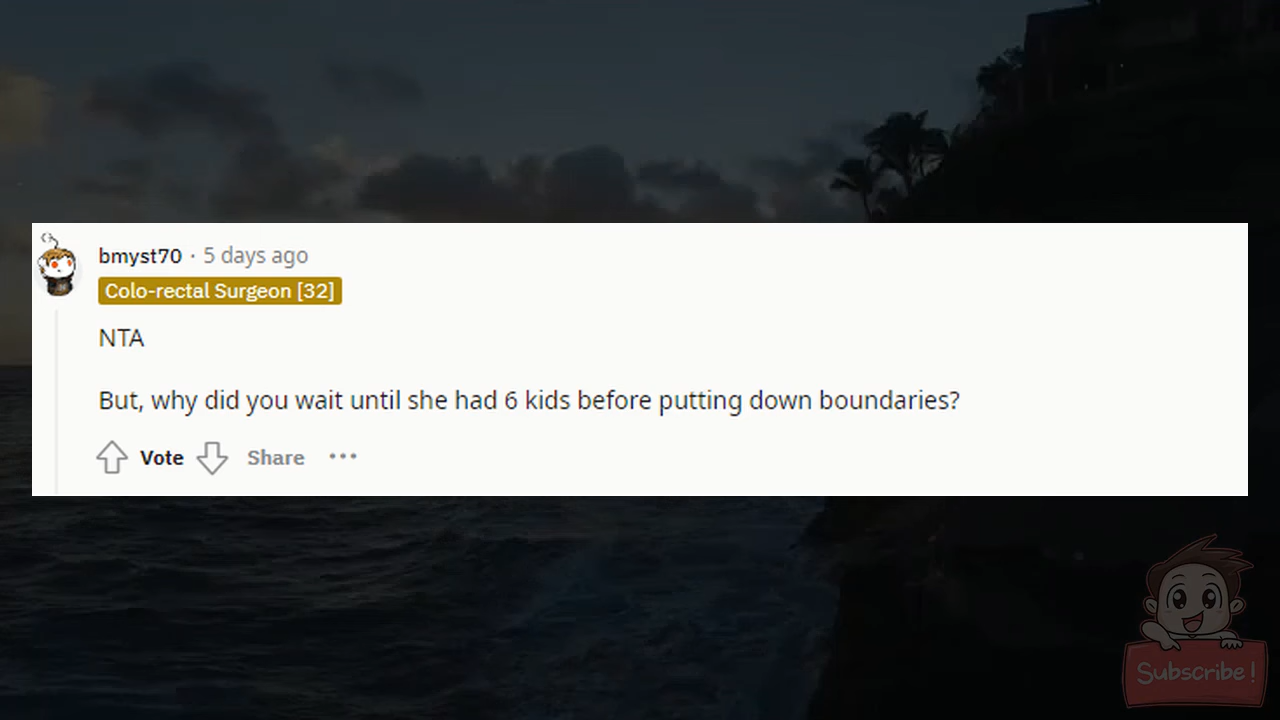 bmyst70 · 5 days ago
Colo-rectal Surgeon [32]
NTA
But, why did you wait until she had 6 kids before putting down boundaries?
Vote Share ···
Subscribe!